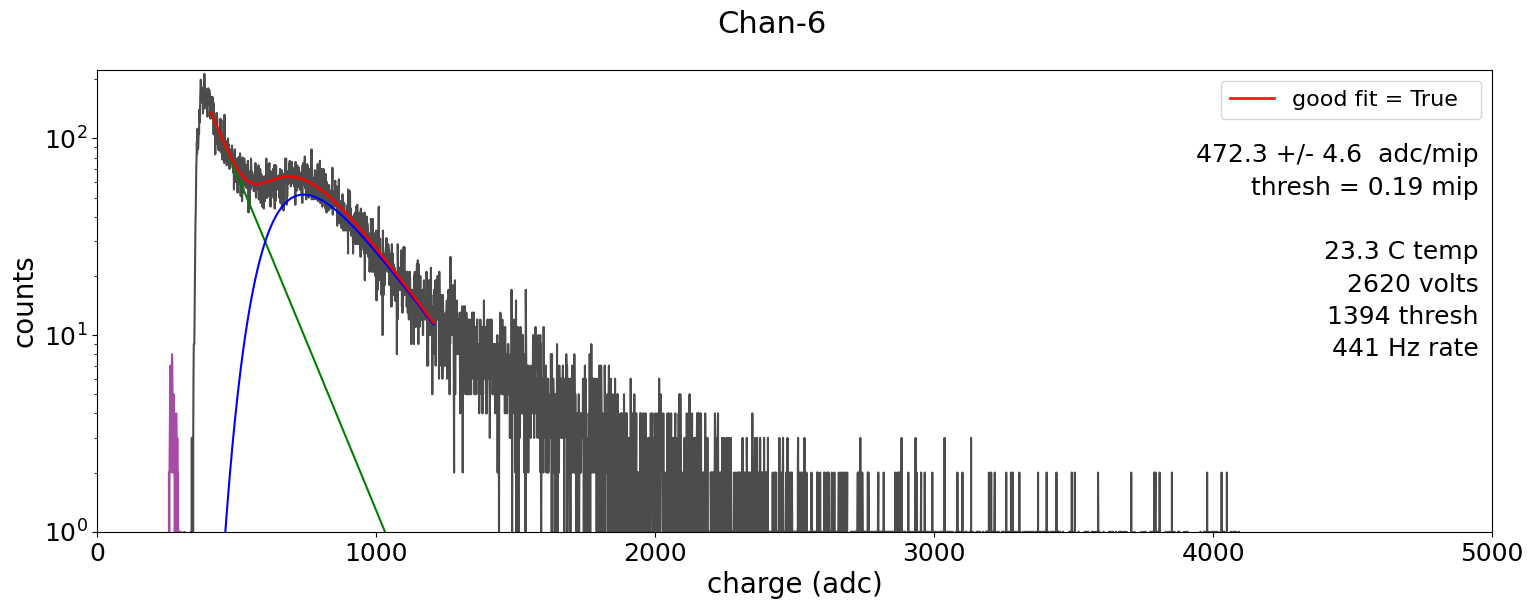 Chan-6
good fit = True
472.3 +/- 4.6  adc/mip
thresh = 0.19 mip
23.3 C temp
2620 volts
1394 thresh
441 Hz rate
counts
10²
10¹
10⁰
0 1000 2000 3000 4000 5000
charge (adc)